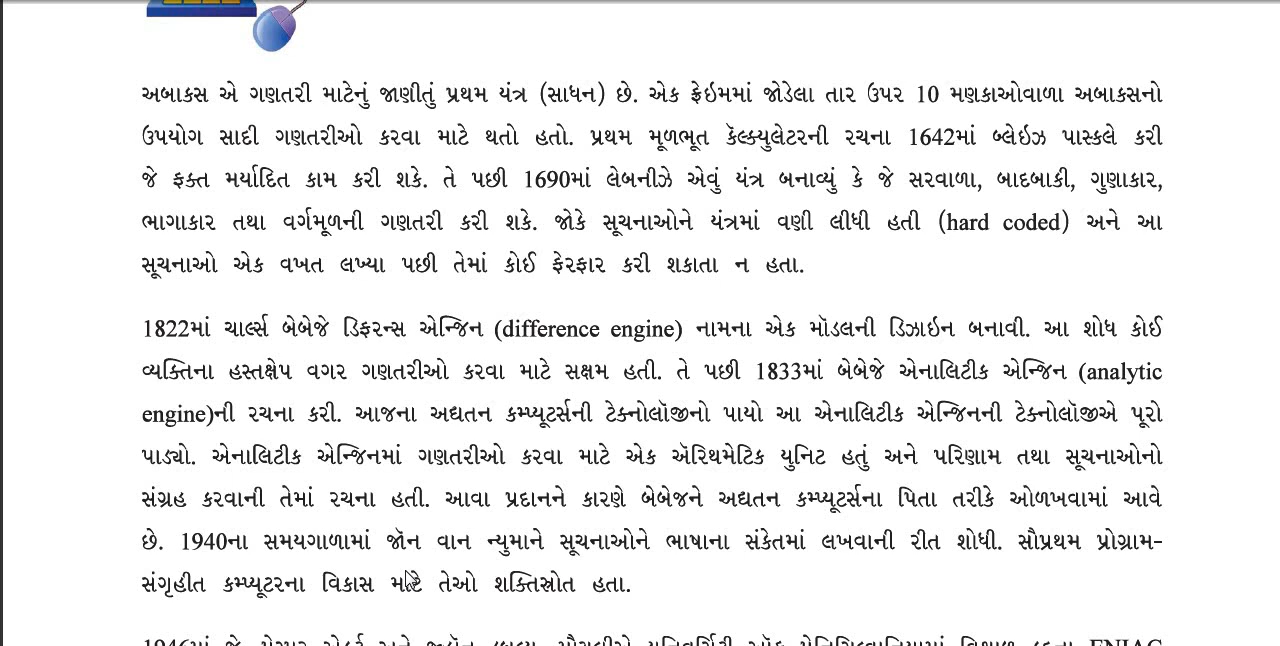 અબાકસ એ ગણતરી માટેનું જાણીતું પ્રથમ યંત્ર (સાધન) છે. એક ફ્રેઇમમાં જોડેલા તાર ઉપર 10 મણકાઓવાળા અબાકસનો
ઉપયોગ સાદી ગણતરીઓ કરવા માટે થતો હતો. પ્રથમ મૂળભૂત કૅલ્ક્યુલેટરની રચના 1642માં બ્લેઇઝ પાસ્કલે કરી
જે ફક્ત મર્યાદિત કામ કરી શકે. તે પછી 1690માં લેબનીઝે એવું યંત્ર બનાવ્યું કે જે સરવાળા, બાદબાકી, ગુણાકાર,
ભાગાકાર તથા વર્ગમૂળની ગણતરી કરી શકે. જોકે સૂચનાઓને યંત્રમાં વણી લીધી હતી (hard coded) અને આ
સૂચનાઓ એક વખત લખ્યા પછી તેમાં કોઈ ફેરફાર કરી શકાતા ન હતા.
1822માં ચાર્લ્સ બેબેજે ડિફરન્સ એન્જિન (difference engine) નામના એક મૉડલની ડિઝાઇન બનાવી. આ શોધ કોઈ
વ્યક્તિના હસ્તક્ષેપ વગર ગણતરીઓ કરવા માટે સક્ષમ હતી. તે પછી 1833માં બેબેજે એનાલિટીક એન્જિન (analytic
engine)ની રચના કરી. આજના અદ્યતન કમ્પ્યૂટર્સની ટેક્નોલૉજીનો પાયો આ એનાલિટીક એન્જિનની ટેક્નોલૉજીએ પૂરો
પાડ્યો. એનાલિટીક એન્જિનમાં ગણતરીઓ કરવા માટે એક ઍરિથમેટિક યુનિટ હતું અને પરિણામ તથા સૂચનાઓનો
સંગ્રહ કરવાની તેમાં રચના હતી. આવા પ્રદાનને કારણે બેબેજને અદ્યતન કમ્પ્યૂટર્સના પિતા તરીકે ઓળખવામાં આવે
છે. 1940ના સમયગાળામાં જૉન વાન ન્યુમાને સૂચનાઓને ભાષાના સંકેતમાં લખવાની રીત શોધી. સૌપ્રથમ પ્રોગ્રામ-
સંગૃહીત કમ્પ્યૂટરના વિકાસ માટે તેઓ શક્તિસ્રોત હતા.